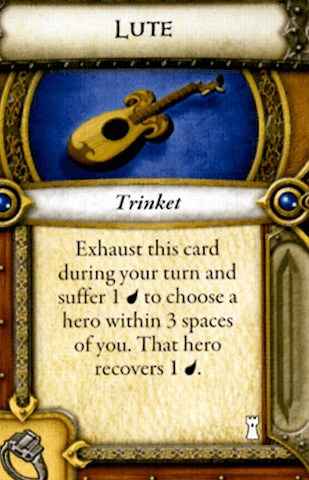 LUTE
Trinket
Exhaust this card
during your turn and
suffer 1 to choose a
hero within 3 spaces
of you. That hero
recovers 1 .